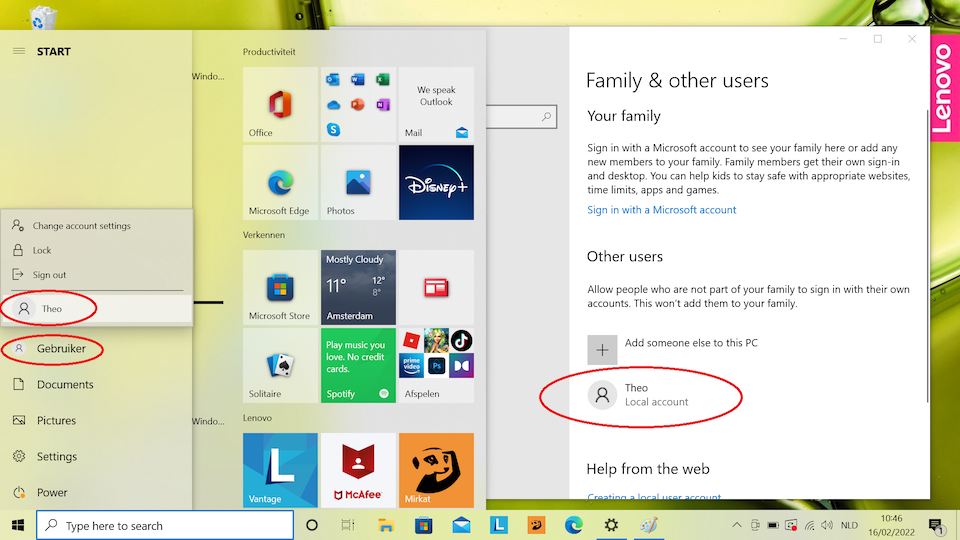 START
Windo...
Change account settings
Lock
Sign out
Theo
Gebruiker
Documents
Pictures
Windo...
Settings
Power
Productiviteit
Office
We speak
Outlook
Mail
Microsoft Edge
Photos
Disney+
Verkennen
Microsoft Store
Mostly Cloudy
11°
12°
8°
Amsterdam
Solitaire
Play music you
love. No credit
cards.
Spotify
prime
video
Ps
Afspelen
Lenovo
L
Vantage
McAfee
Mirkat
Family & other users
Your family
Sign in with a Microsoft account to see your family here or add any
new members to your family. Family members get their own sign-in
and desktop. You can help kids to stay safe with appropriate websites,
time limits, apps and games.
Sign in with a Microsoft account
Other users
Allow people who are not part of your family to sign in with their own
accounts. This won't add them to your family.
Add someone else to this PC
Theo
Local account
Help from the web
Creating a local user account
Lenovo
Type here to search
L
NLD
10:46
16/02/2022
1